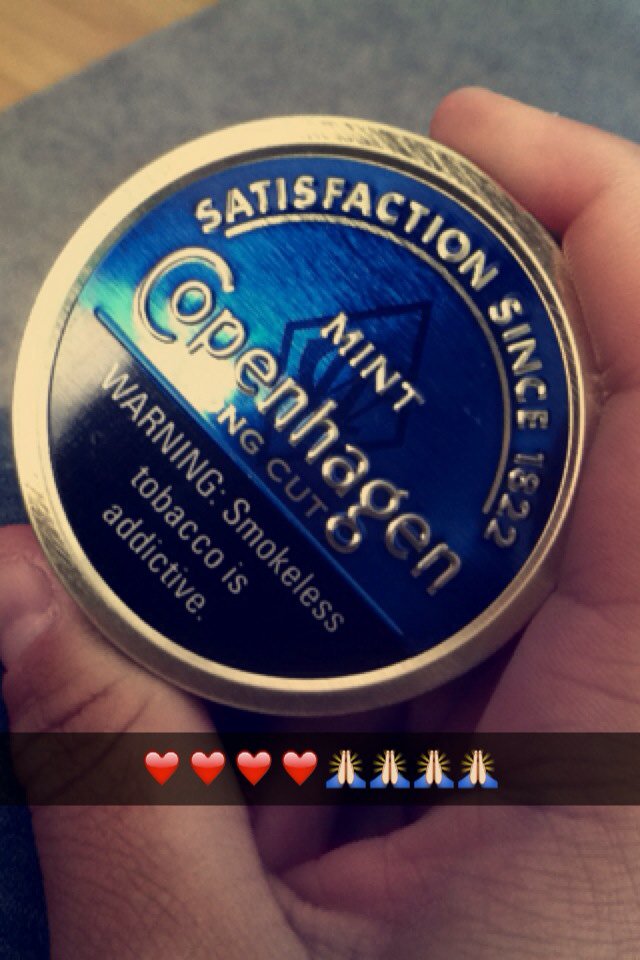 SATISFACTION SINCE 1822
MINT
Copenhagen
NG CUT
WARNING: Smokeless
tobacco is
addictive.
❤️❤️❤️❤️🙏🙏🙏🙏